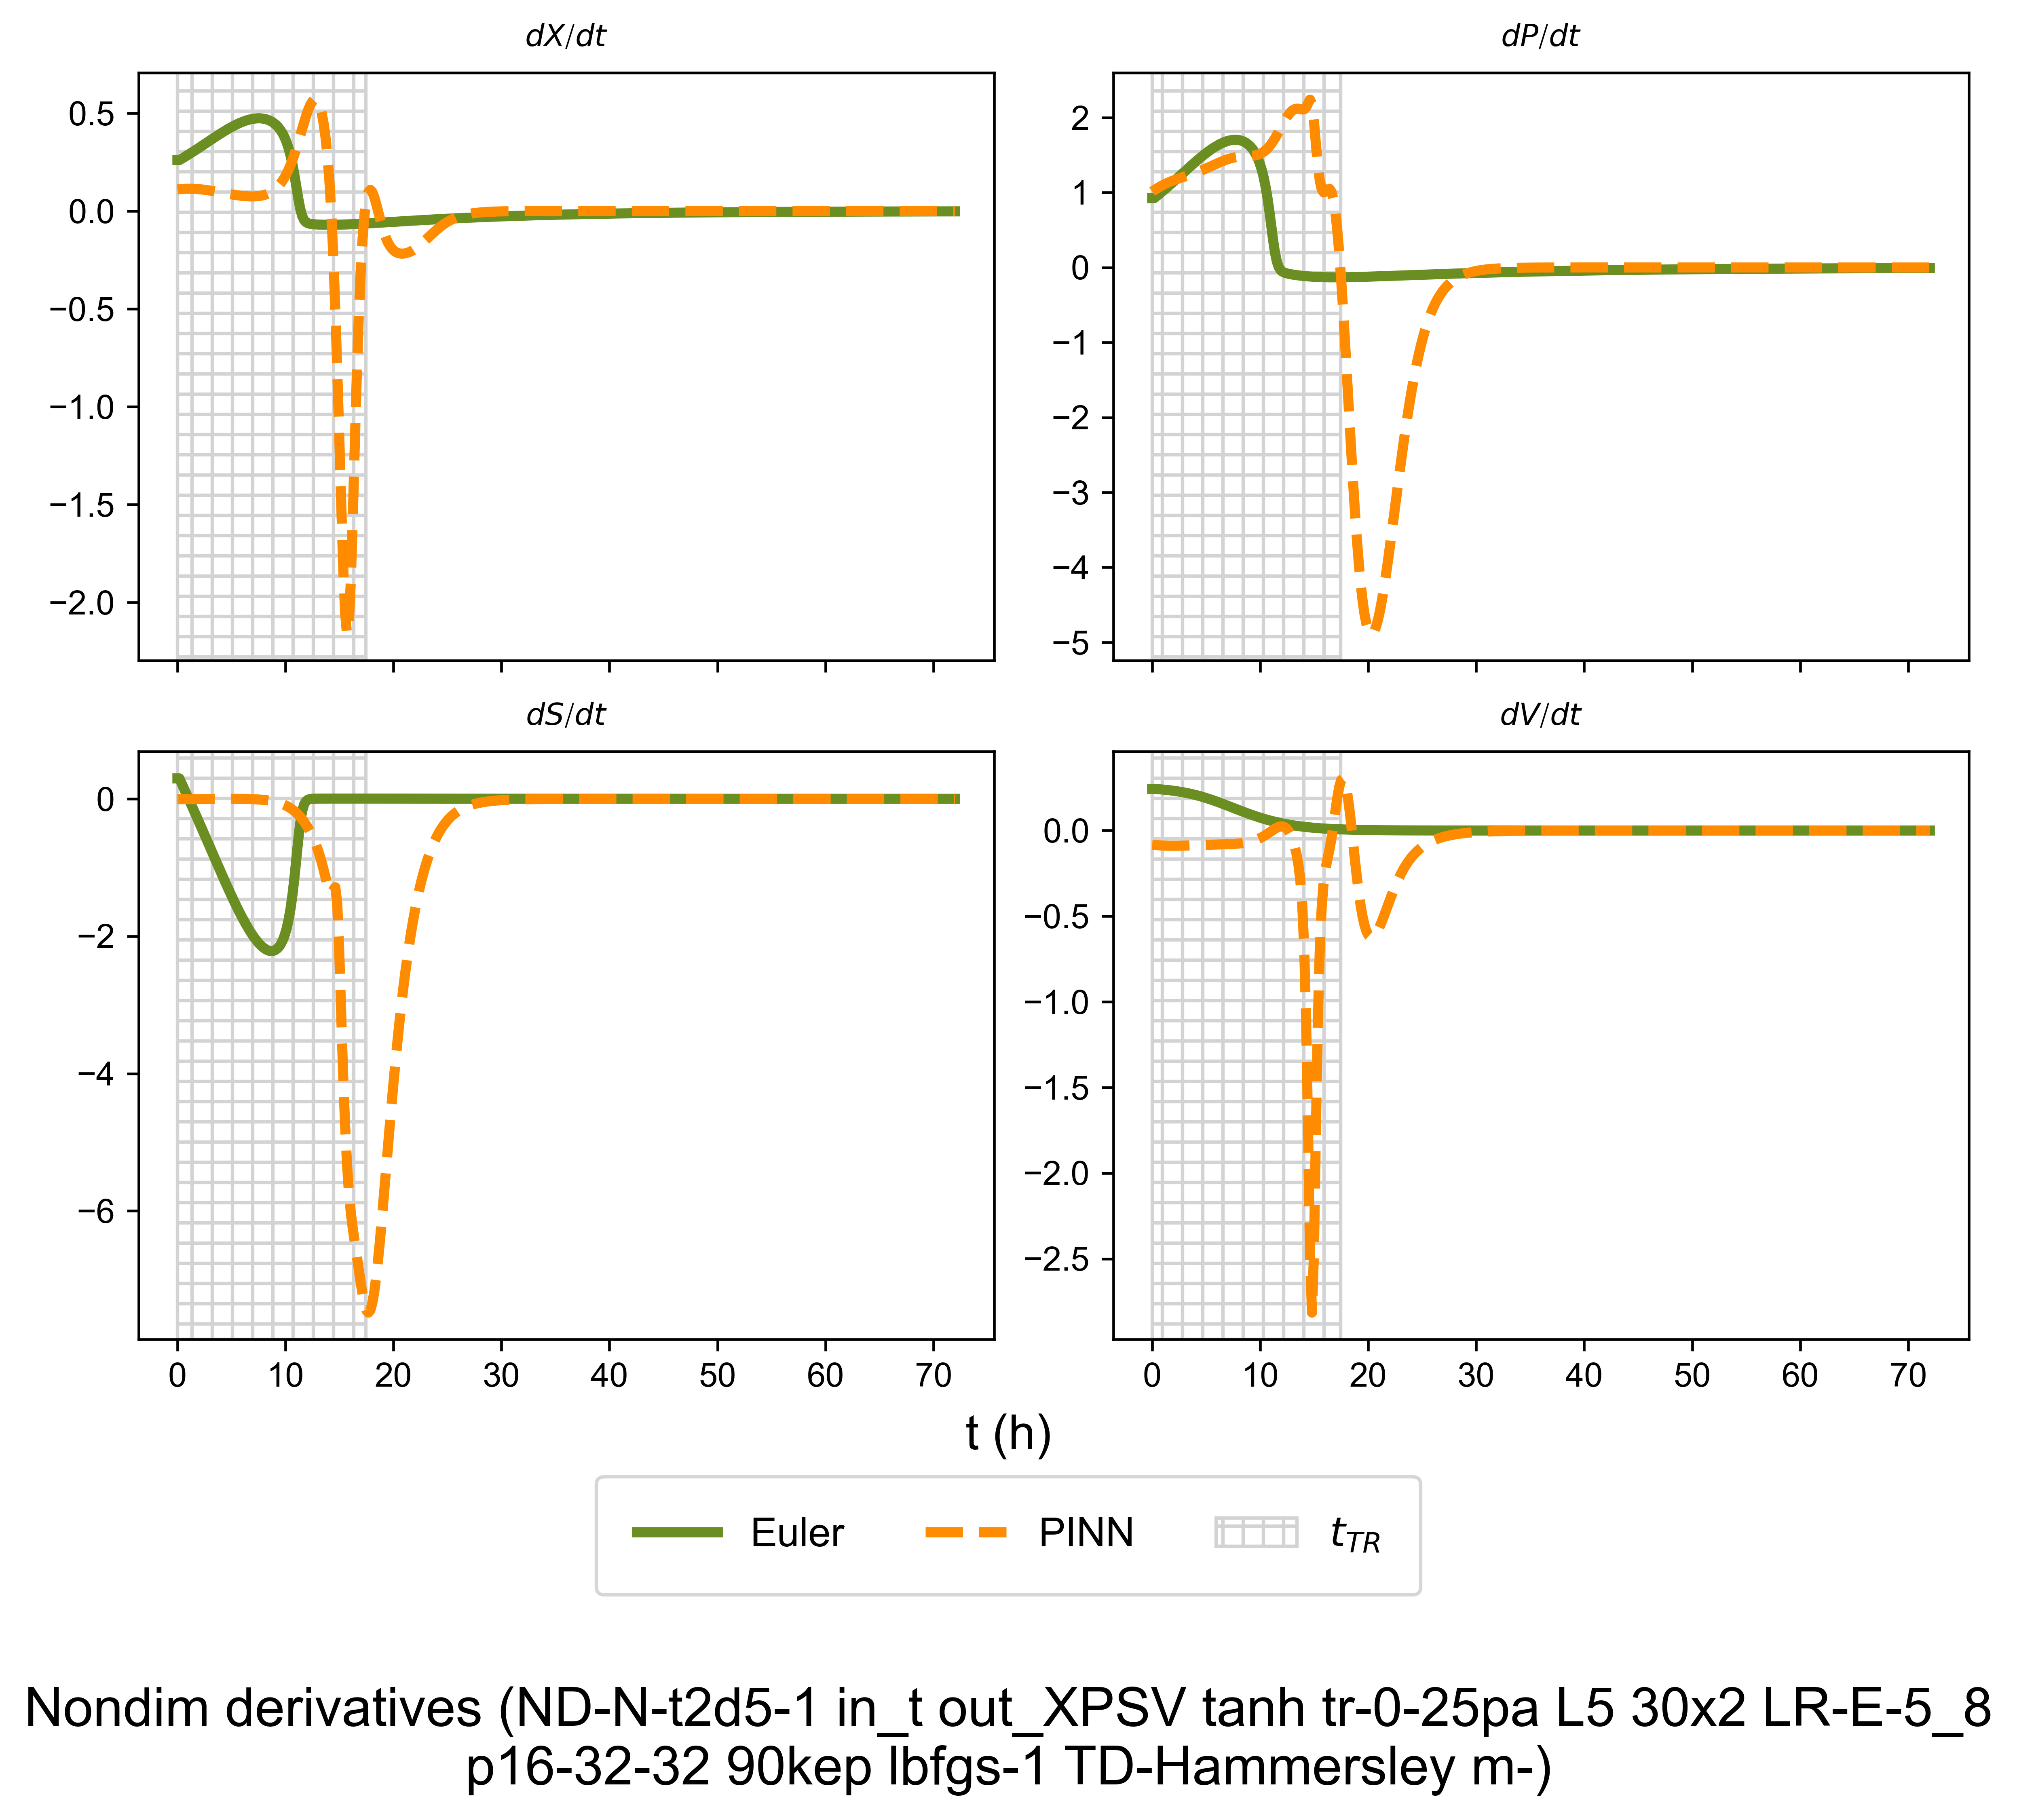 dX/dt
dP/dt
0.5
0.0
−0.5
−1.0
−1.5
−2.0
2
1
0
−1
−2
−3
−4
−5
dS/dt
dV/dt
0
−2
−4
−6
0.0
−0.5
−1.0
−1.5
−2.0
−2.5
0 10 20 30 40 50 60 70
0 10 20 30 40 50 60 70
t (h)
Euler PINN t_TR
Nondim derivatives (ND-N-t2d5-1 in_t out_XPSV tanh tr-0-25pa L5 30x2 LR-E-5_8
p16-32-32 90kep lbfgs-1 TD-Hammersley m-)